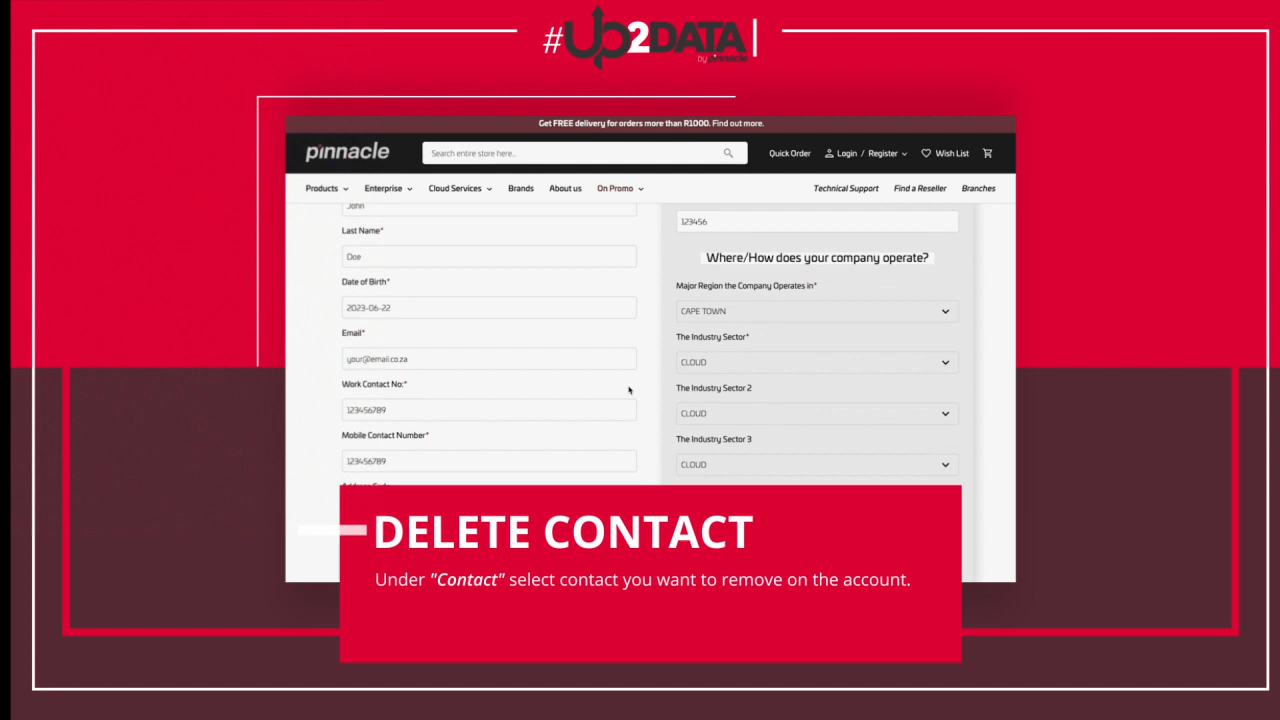 #Up2DATA
by pinnacle
Get FREE delivery for orders more than R1000. Find out more.
pinnacle
Search entire store here...
Quick Order
Login / Register
Wish List
Products
Enterprise
Cloud Services
Brands
About us
On Promo
Technical Support
Find a Reseller
Branches
John
Last Name*
Doe
Date of Birth*
2023-06-22
Email*
your@email.co.za
Work Contact No:*
123456789
Mobile Contact Number*
123456789
123456
Where/How does your company operate?
Major Region the Company Operates in*
CAPE TOWN
The Industry Sector*
CLOUD
The Industry Sector 2
CLOUD
The Industry Sector 3
CLOUD
DELETE CONTACT
Under "Contact" select contact you want to remove on the account.